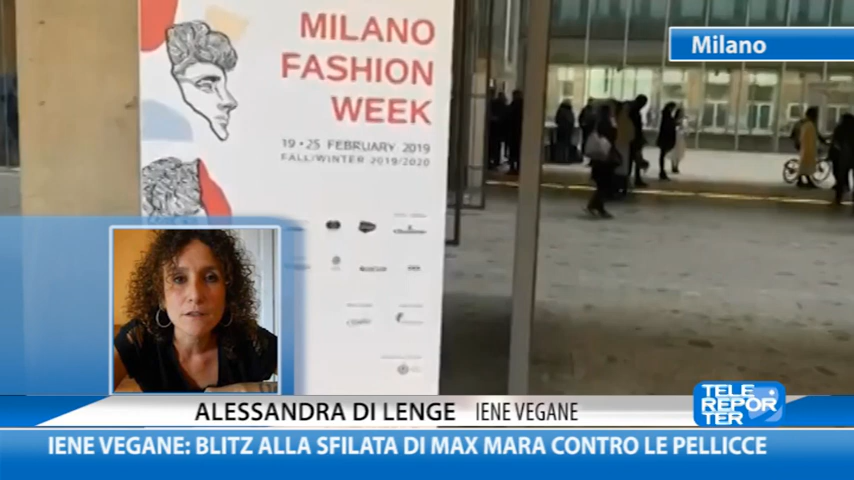 MILANO
FASHION
WEEK
19 • 25 FEBRUARY 2019
FALL/WINTER 2019/2020
Milano
ALESSANDRA DI LENGE IENE VEGANE
TELE
REPOR
TER
IENE VEGANE: BLITZ ALLA SFILATA DI MAX MARA CONTRO LE PELLICCE